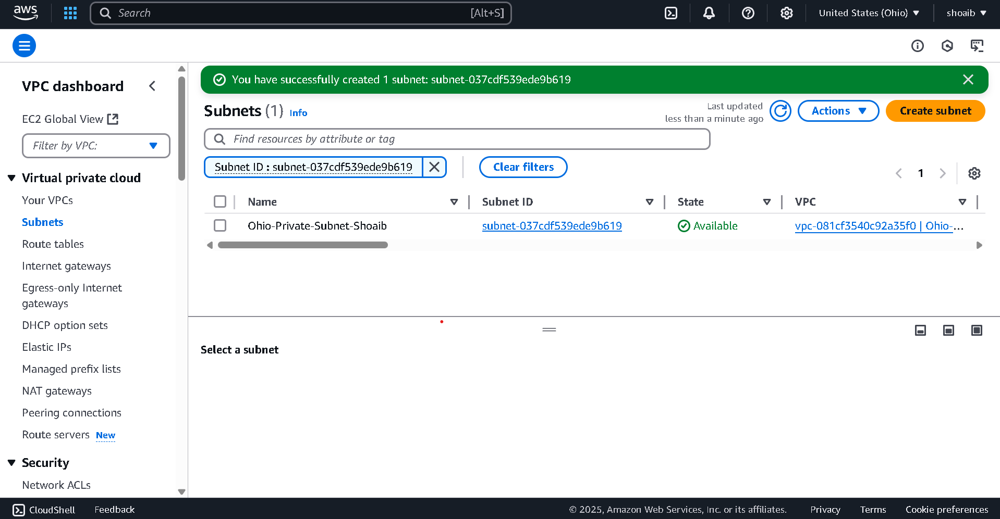 aws
Search [Alt+S]
United States (Ohio)
shoaib
VPC dashboard
EC2 Global View
Filter by VPC:
Virtual private cloud
Your VPCs
Subnets
Route tables
Internet gateways
Egress-only Internet
gateways
DHCP option sets
Elastic IPs
Managed prefix lists
NAT gateways
Peering connections
Route servers New
Security
Network ACLs
You have successfully created 1 subnet: subnet-037cdf539ede9b619
Subnets (1) Info
Last updated
less than a minute ago
Actions
Create subnet
Find resources by attribute or tag
Subnet ID : subnet-037cdf539ede9b619
Clear filters
1
Name Subnet ID State VPC
Ohio-Private-Subnet-Shoaib subnet-037cdf539ede9b619 Available vpc-081cf3540c92a35f0 | Ohio-...
Select a subnet
CloudShell Feedback © 2025, Amazon Web Services, Inc. or its affiliates. Privacy Terms Cookie preferences